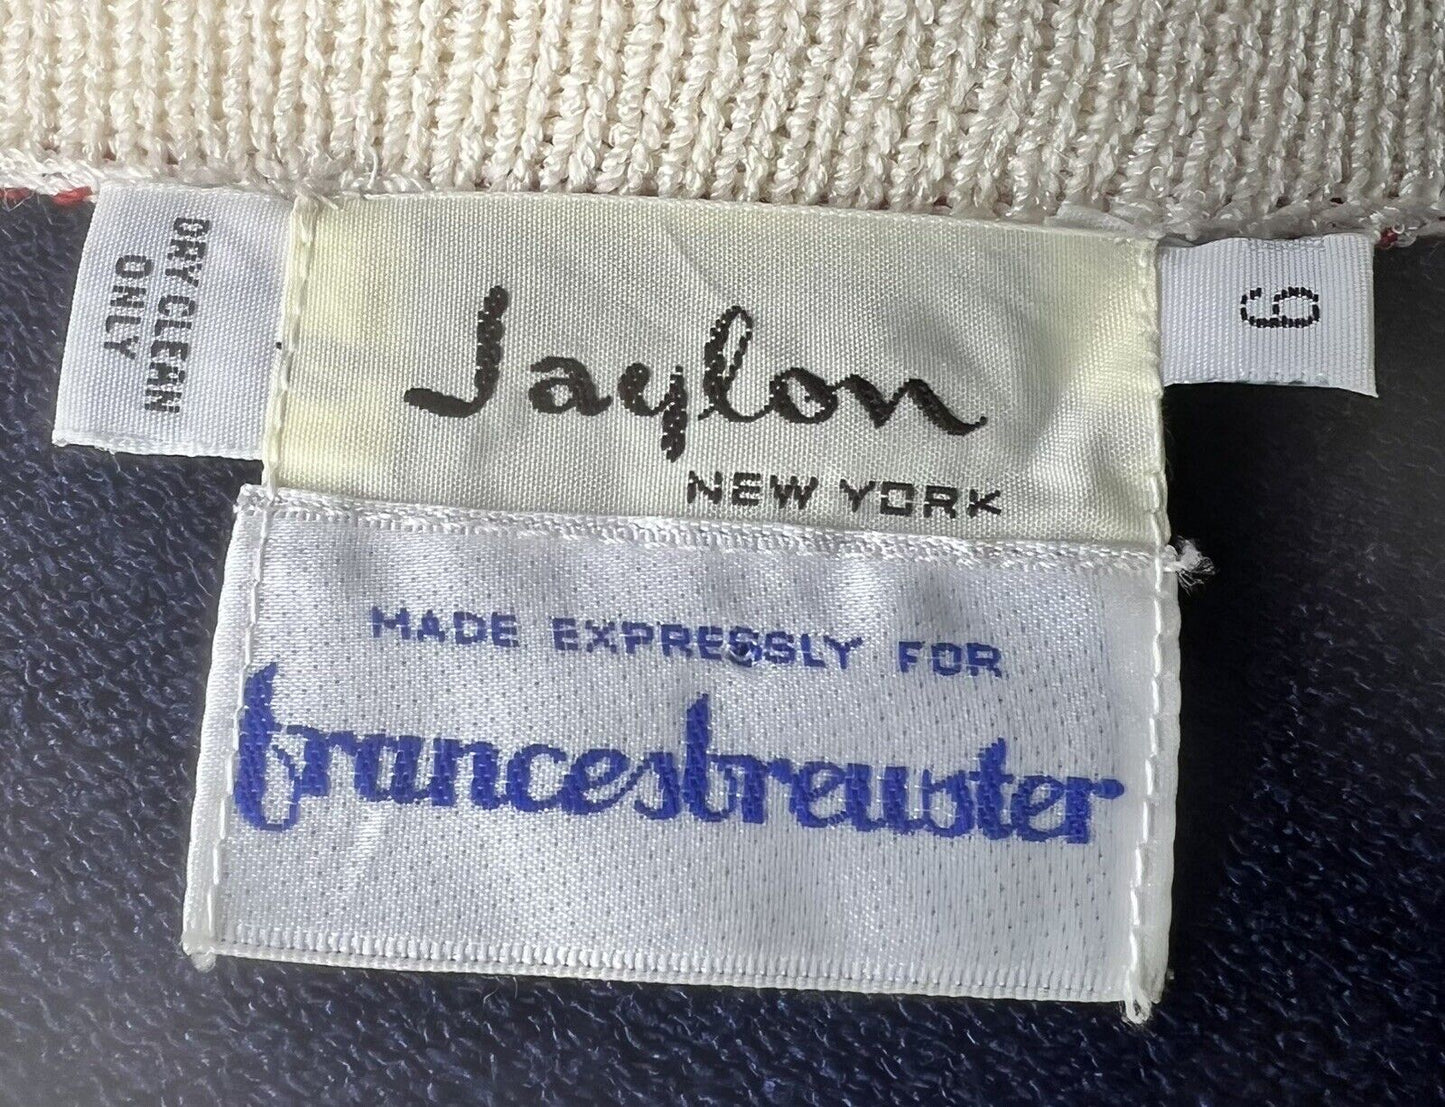 DRY CLEAN
ONLY
Jaylon
NEW YORK
6
MADE EXPRESSLY FOR
francesbrewster